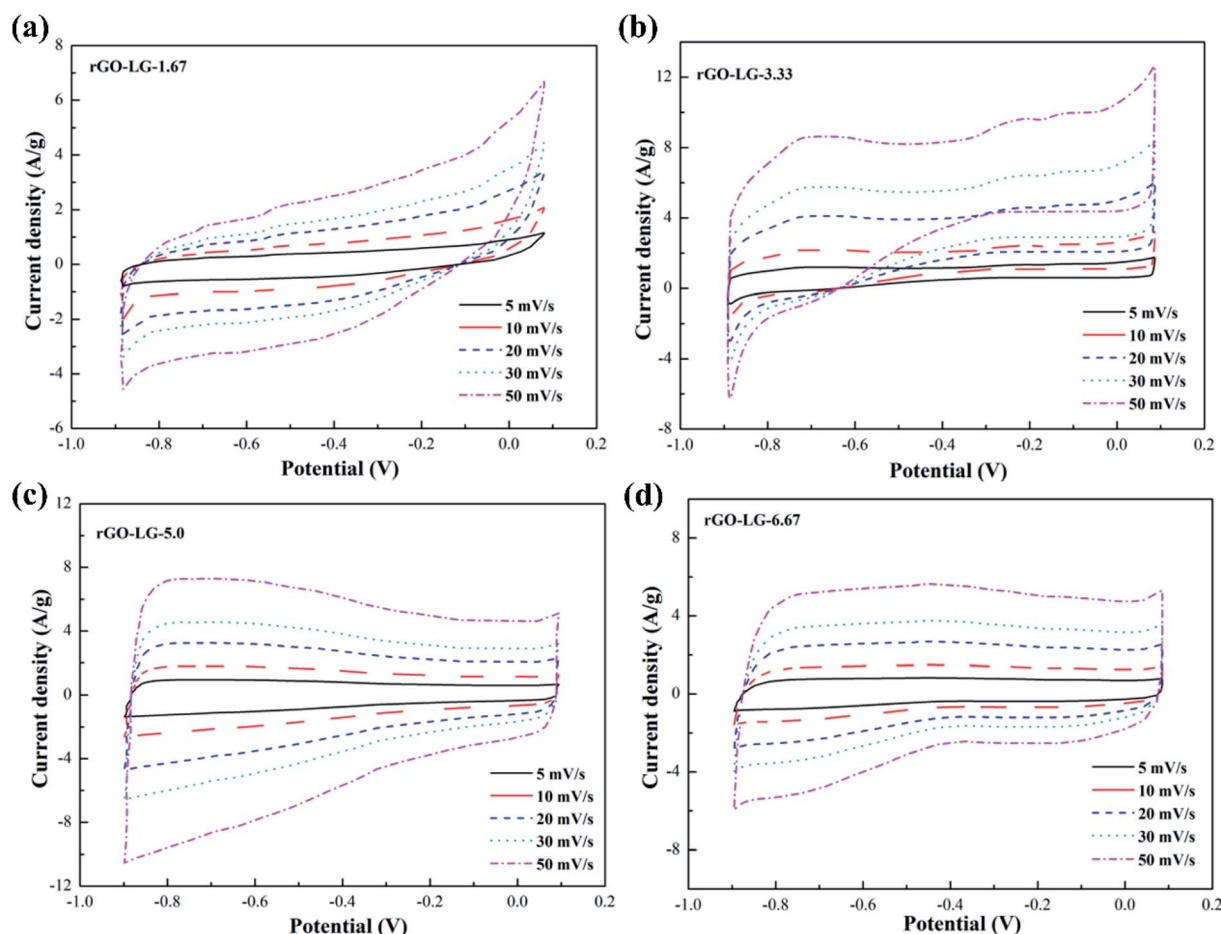 (a)
8
6
4
2
0
-2
-4
-6
Current density (A/g)
rGO-LG-1.67
5 mV/s
10 mV/s
20 mV/s
30 mV/s
50 mV/s
-1.0 -0.8 -0.6 -0.4 -0.2 0.0 0.2
Potential (V)
(b)
12
8
4
0
-4
-8
Current density (A/g)
rGO-LG-3.33
5 mV/s
10 mV/s
20 mV/s
30 mV/s
50 mV/s
-1.0 -0.8 -0.6 -0.4 -0.2 0.0 0.2
Potential (V)
(c)
12
8
4
0
-4
-8
-12
Current density (A/g)
rGO-LG-5.0
5 mV/s
10 mV/s
20 mV/s
30 mV/s
50 mV/s
-1.0 -0.8 -0.6 -0.4 -0.2 0.0 0.2
Potential (V)
(d)
8
4
0
-4
-8
Current density (A/g)
rGO-LG-6.67
5 mV/s
10 mV/s
20 mV/s
30 mV/s
50 mV/s
-1.0 -0.8 -0.6 -0.4 -0.2 0.0 0.2
Potential (V)